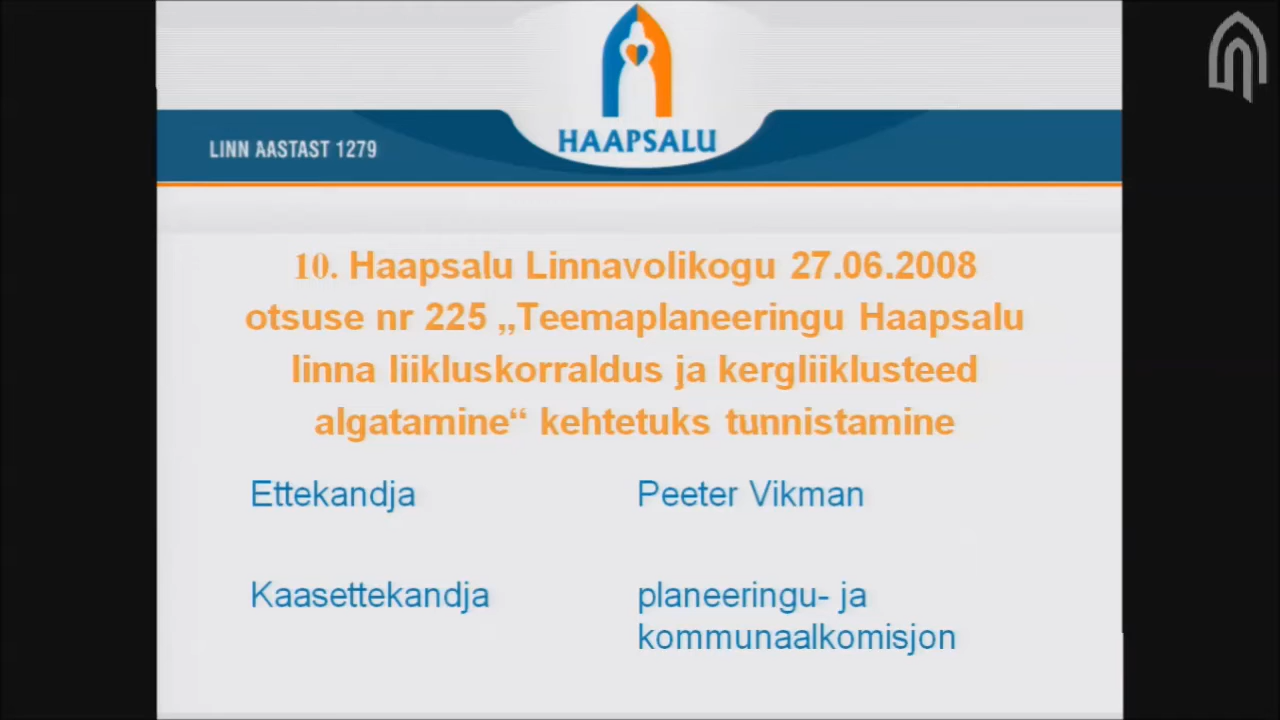 HAAPSALU
LINN AASTAST 1279
10. Haapsalu Linnavolikogu 27.06.2008
otsuse nr 225 „Teemaplaneeringu Haapsalu
linna liikluskorraldus ja kergliiklusteed
algatamine“ kehtetuks tunnistamine
Ettekandja Peeter Vikman
Kaasettekandja planeeringu- ja
kommunaalkomisjon